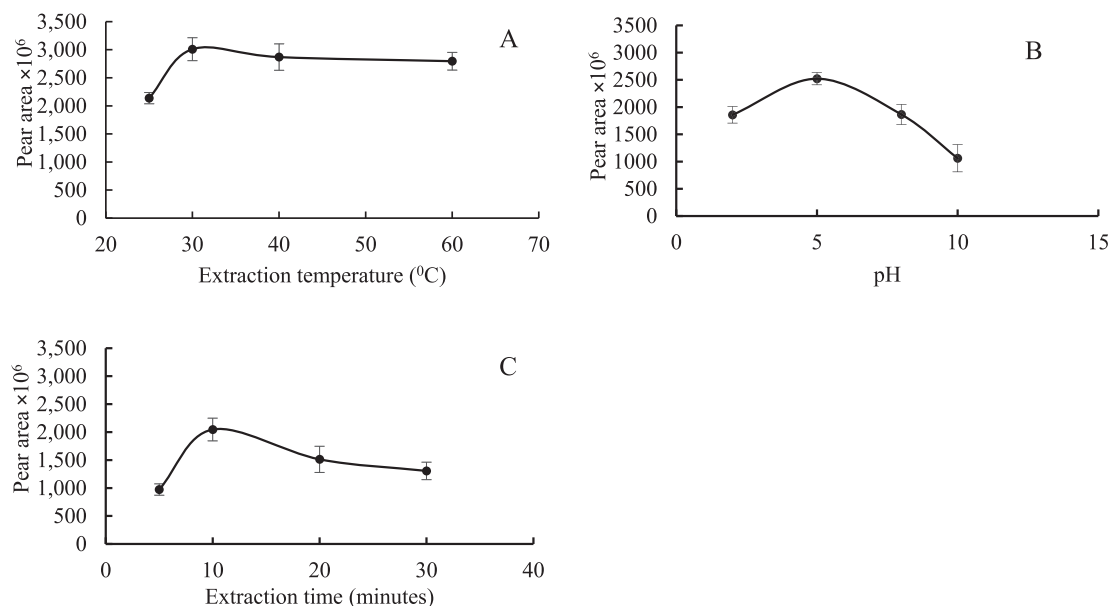 A
Pear area ×10⁶
3,500
3,000
2,500
2,000
1,500
1,000
500
0
20 30 40 50 60 70
Extraction temperature (⁰C)
B
Pear area ×10⁶
3500
3000
2500
2000
1500
1000
500
0
0 5 10 15
pH
C
Pear area ×10⁶
3,500
3,000
2,500
2,000
1,500
1,000
500
0
0 10 20 30 40
Extraction time (minutes)